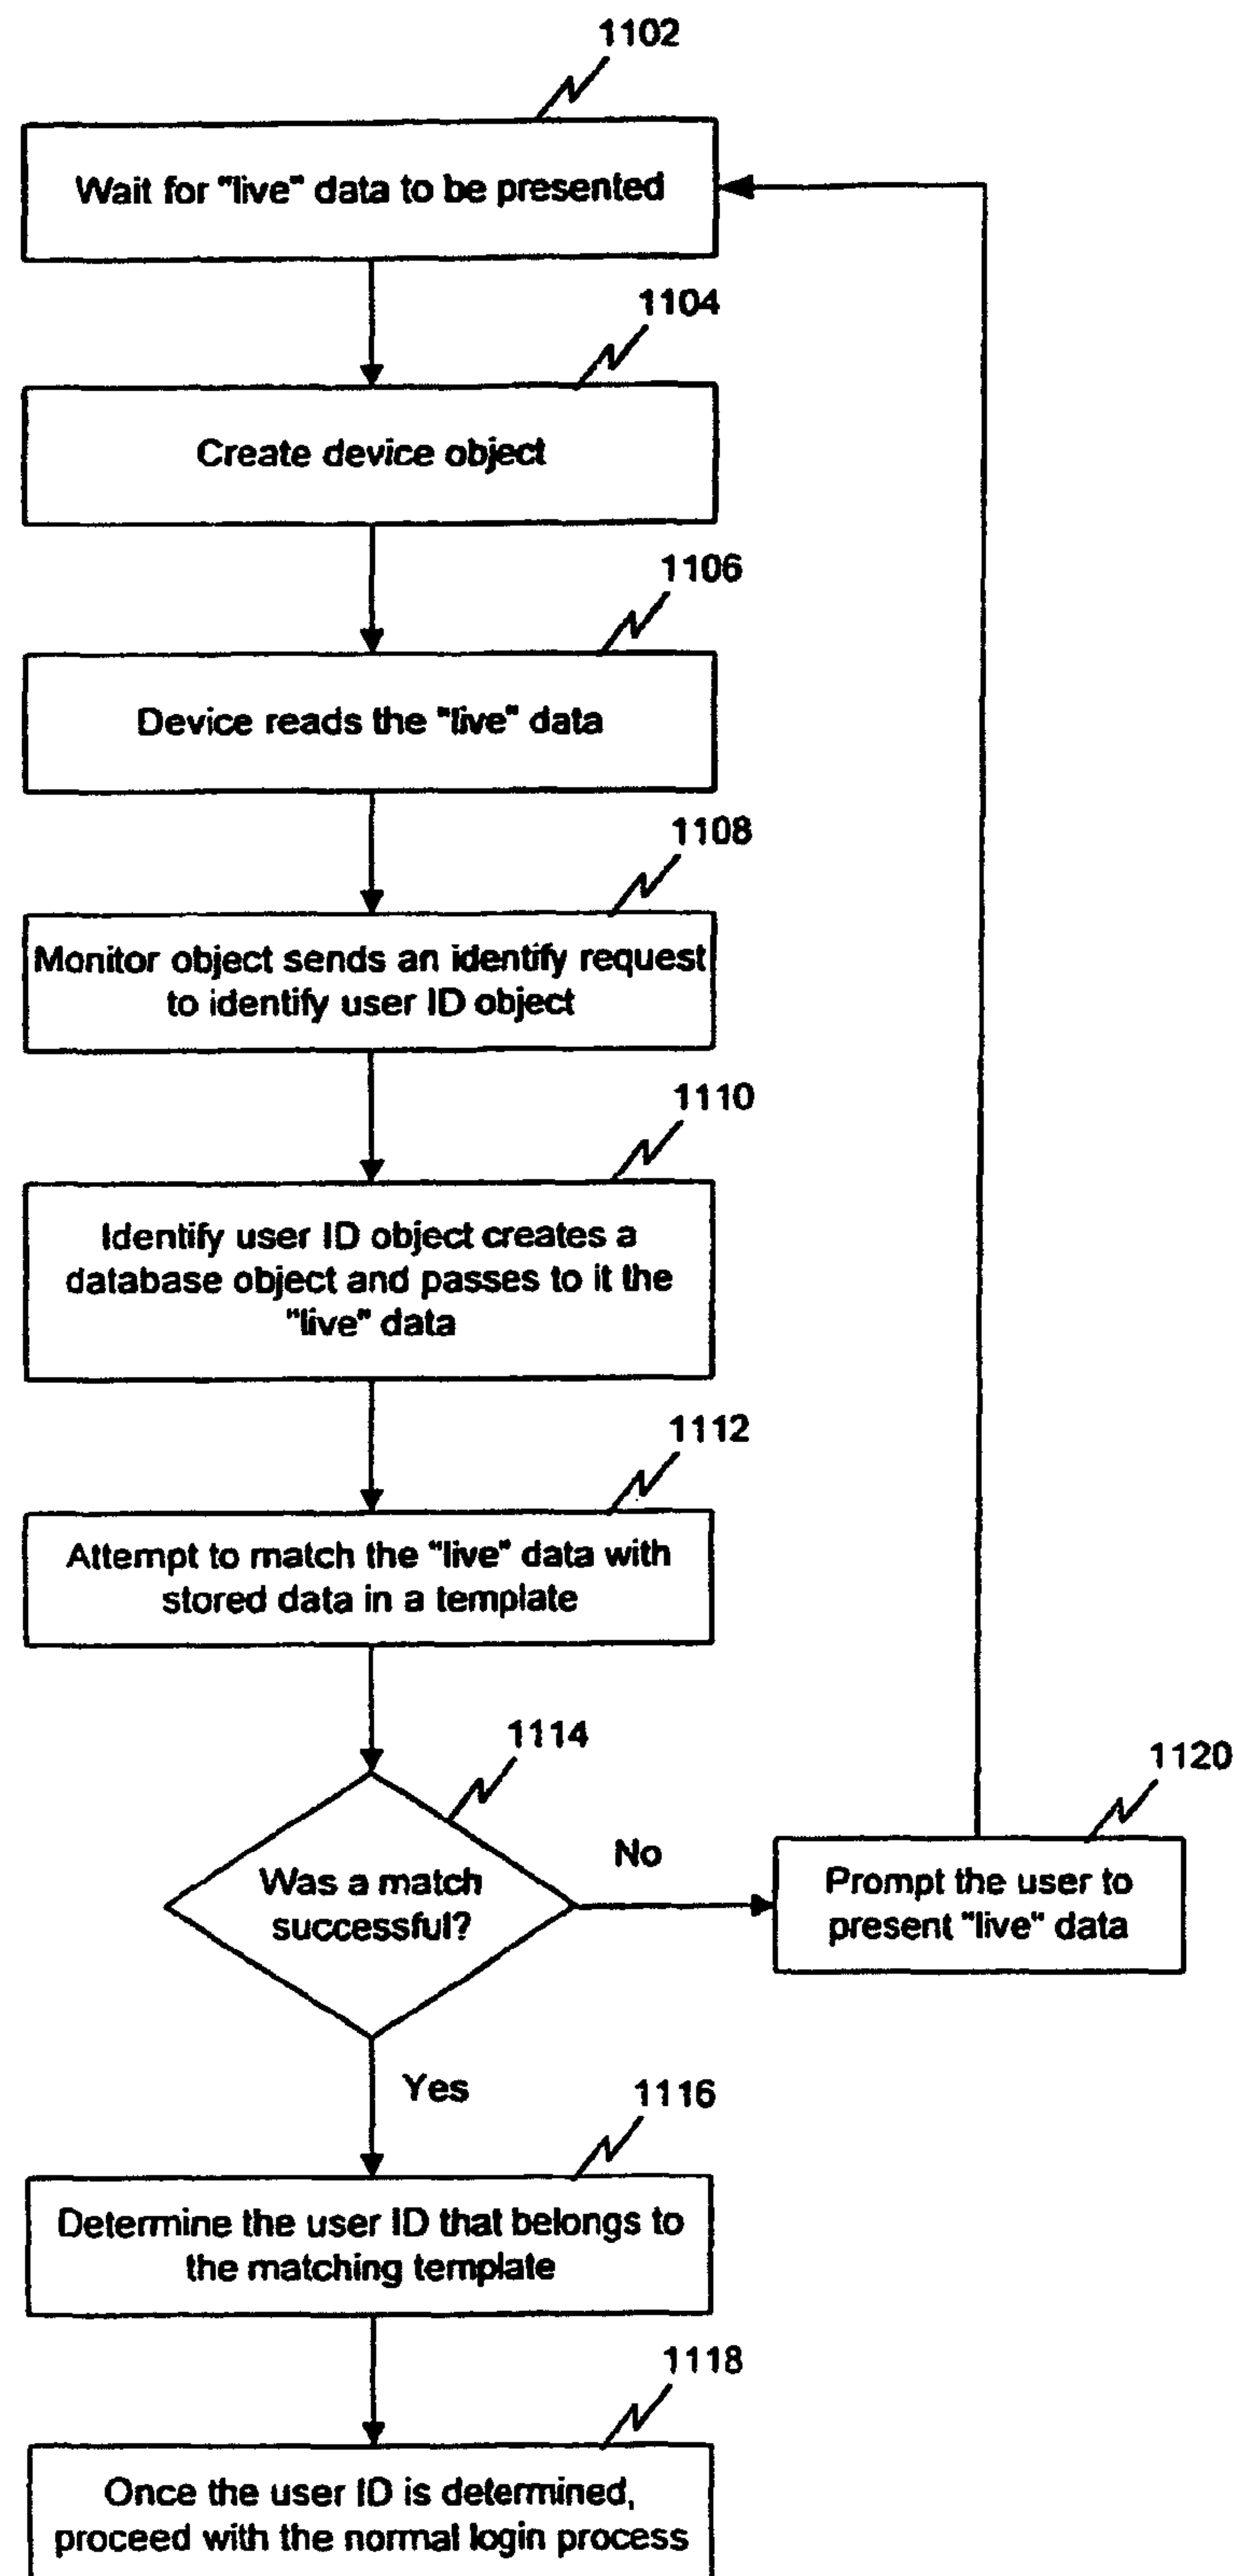 1102
Wait for "live" data to be presented
1104
Create device object
1106
Device reads the "live" data
1108
Monitor object sends an identify request
to identify user ID object
1110
Identify user ID object creates a
database object and passes to it the
"live" data
1112
Attempt to match the "live" data with
stored data in a template
1114
Was a match
successful?
No
1120
Prompt the user to
present "live" data
Yes
1116
Determine the user ID that belongs to
the matching template
1118
Once the user ID is determined,
proceed with the normal login process